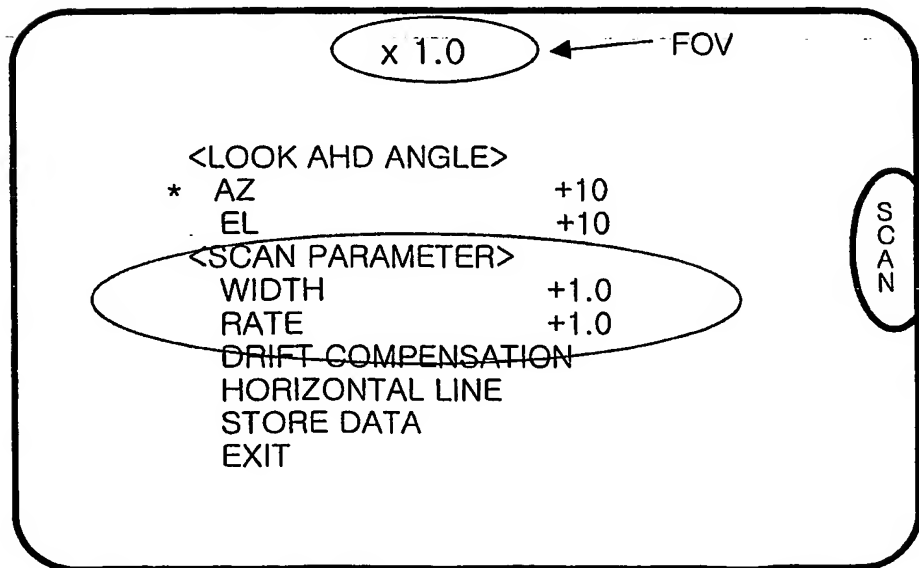 x 1.0
FOV
<LOOK AHD ANGLE>
* AZ +10
EL +10
<SCAN PARAMETER>
WIDTH +1.0
RATE +1.0
DRIFT COMPENSATION
HORIZONTAL LINE
STORE DATA
EXIT
SCAN